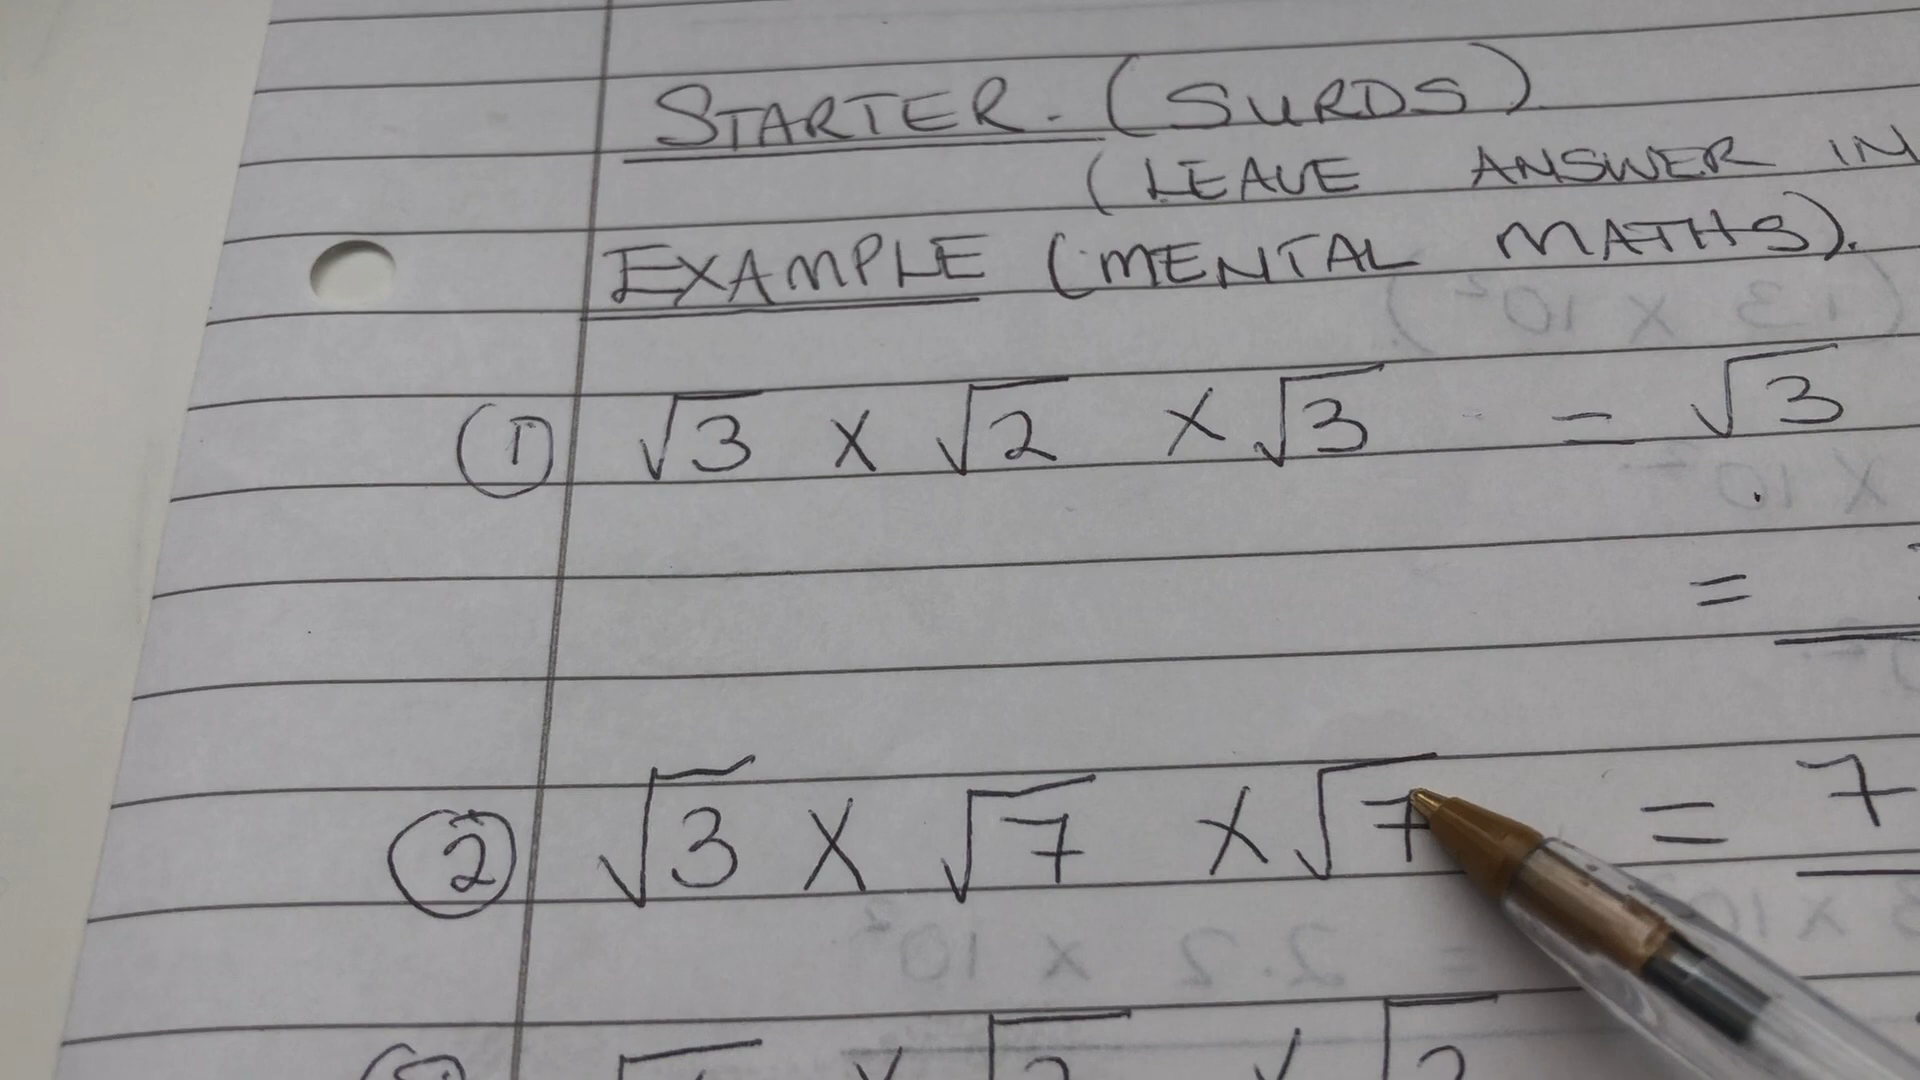 STARTER. (SURDS)
(LEAVE ANSWER IN
EXAMPLE (MENTAL MATHS).
① √3 × √2 × √3 = √3
=
② √3 × √7 × √7 = 7